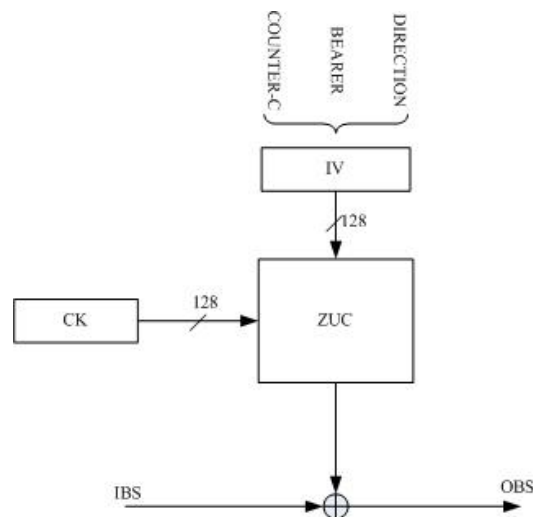 COUNTER-C
BEARER
DIRECTION
IV
128
CK
128
ZUC
IBS
OBS